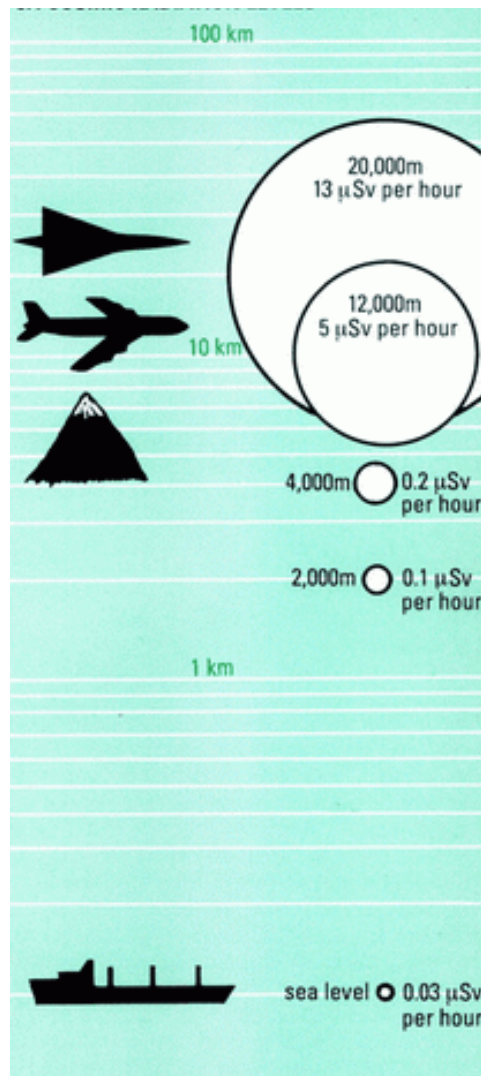 100 km
20,000m
13 μSv per hour
12,000m
5 μSv per hour
10 km
4,000m
0.2 μSv
per hour
2,000m
0.1 μSv
per hour
1 km
sea level
0.03 μSv
per hour